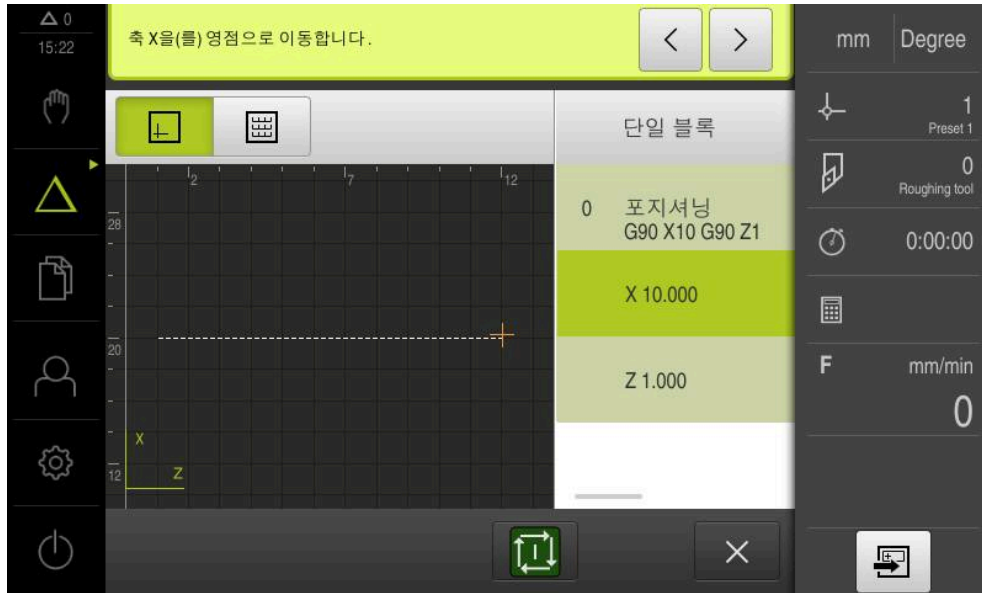 0
15:22
축 X을(를) 영점으로 이동합니다.
mm Degree
1
Preset 1
0
Roughing tool
0:00:00
F mm/min
0
단일 블록
0 포지셔닝
G90 X10 G90 Z1
X 10.000
Z 1.000
2 7 12
28
20
12
X
Z